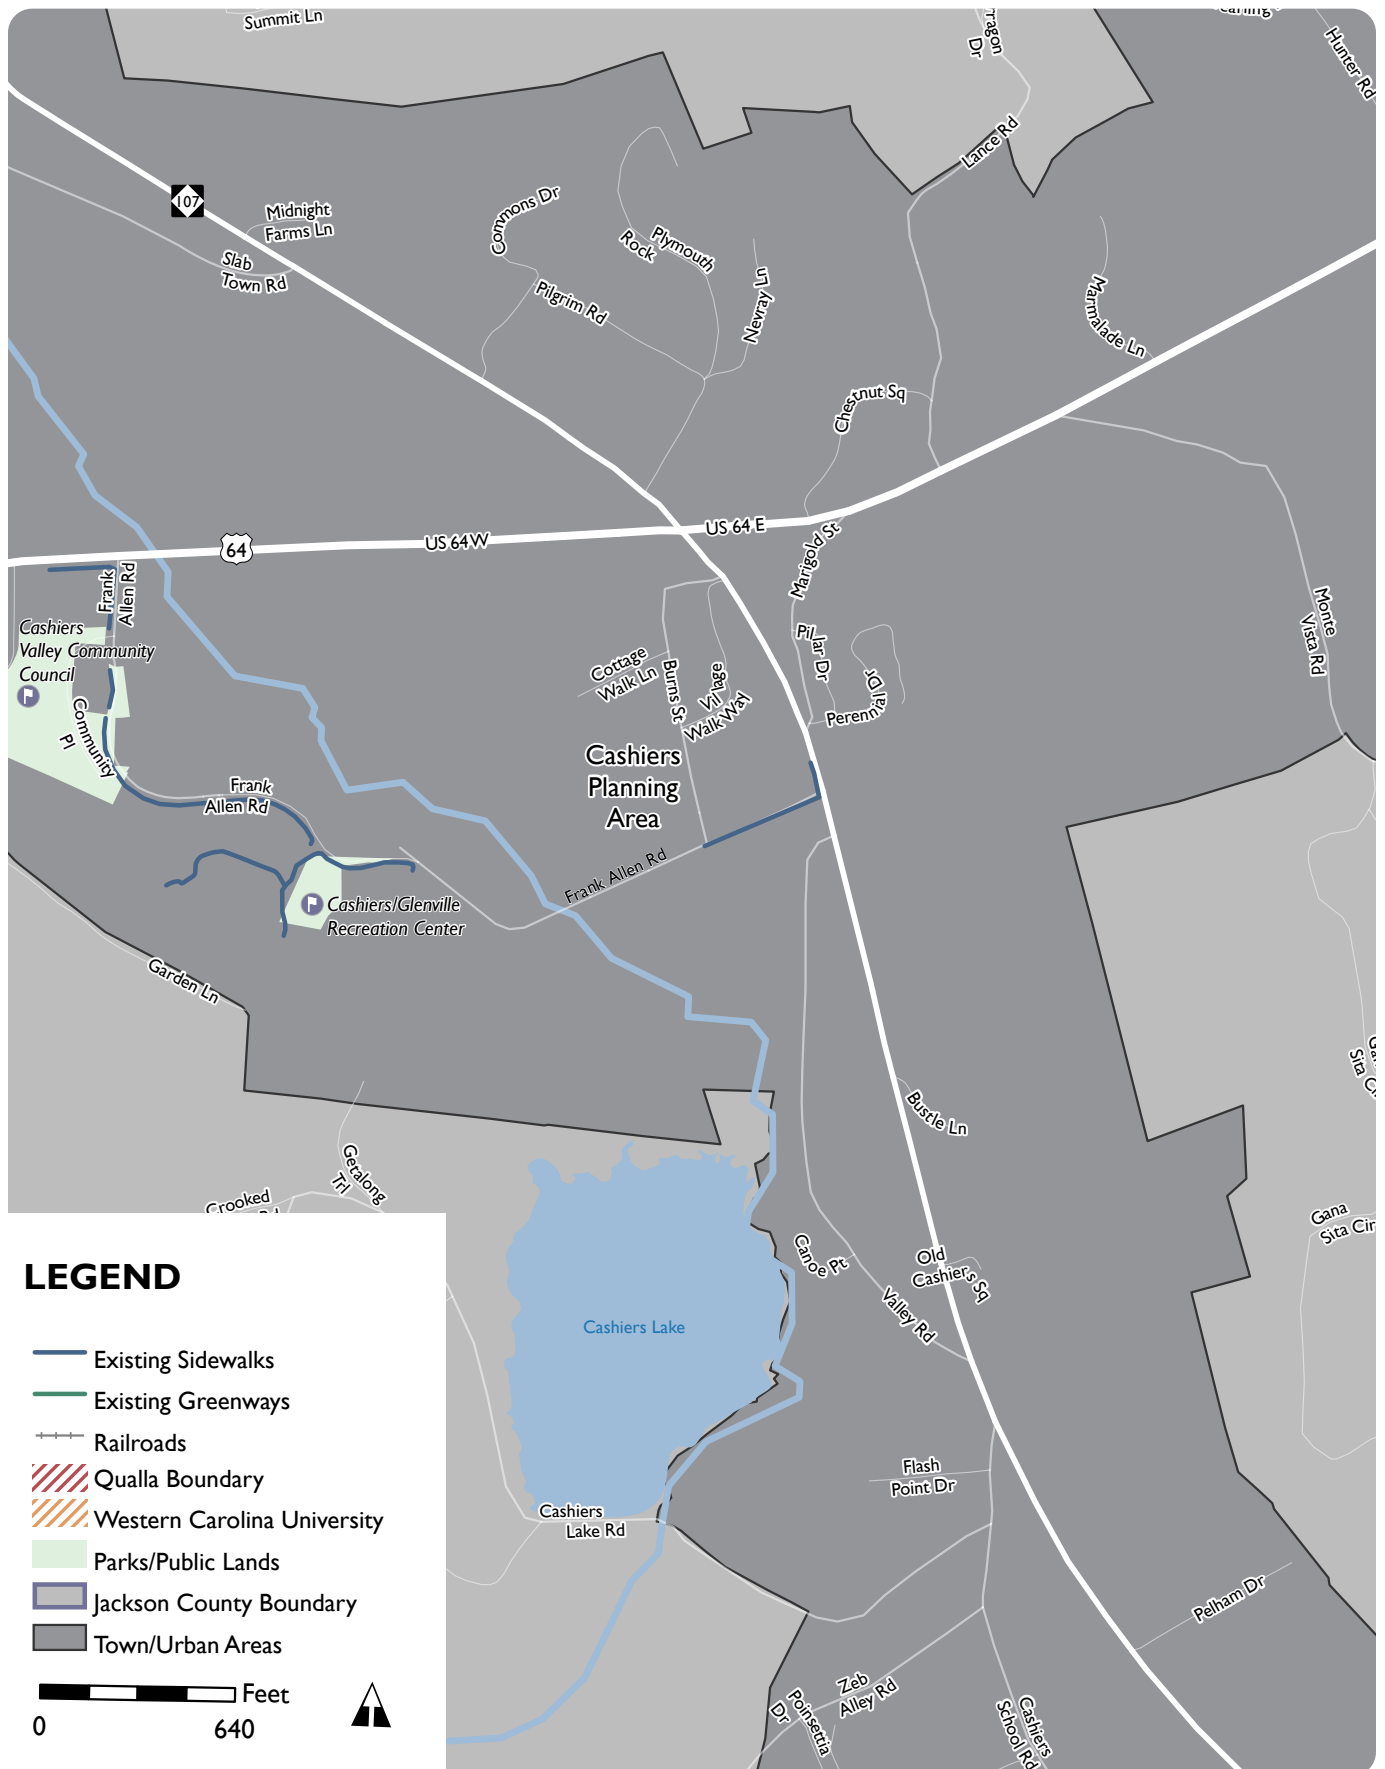 Summit Ln
rragon
Dr
Hunter Rd
Lance Rd
107
Midnight
Farms Ln
Slab
Town Rd
Commons Dr
Plymouth
Rock
Pilgrim Rd
Nevray Ln
Marmalade Ln
Chestnut Sq
US 64 E
US 64 W
64
Marigold St
Frank
Allen Rd
Cashiers
Valley Community
Council
Community
Pl
Cottage
Walk Ln
Burns St
Village
Walk Way
Pillar Dr
Perennial Dr
Monte
Vista Rd
Cashiers
Planning
Area
Frank
Allen Rd
Frank Allen Rd
Cashiers/Glenville
Recreation Center
Garden Ln
Gana
Sita Cir
Bustle Ln
Getalong
Trl
Crooked
Canoe Pt
Old
Cashiers Sq
Valley Rd
Gana
Sita Cir
Cashiers Lake
Flash
Point Dr
Cashiers
Lake Rd
Pelham Dr
Zeb
Alley Rd
Poinsettia
Dr
Cashiers
School Rd
LEGEND
Existing Sidewalks
Existing Greenways
Railroads
Qualla Boundary
Western Carolina University
Parks/Public Lands
Jackson County Boundary
Town/Urban Areas
Feet
0 640